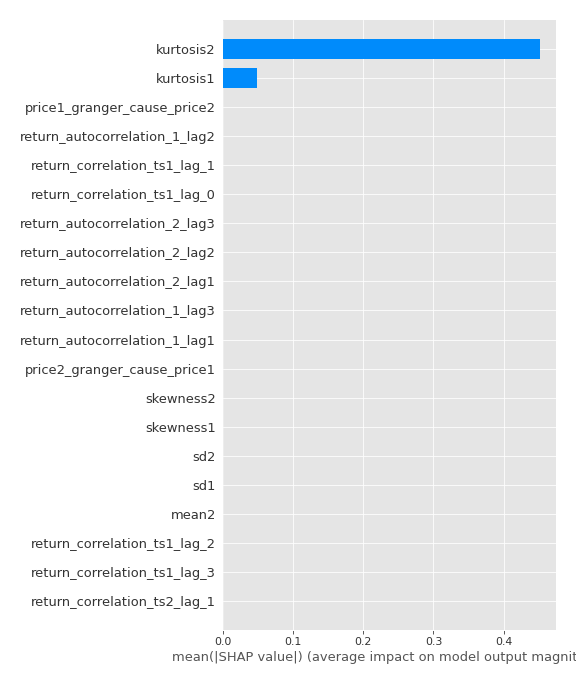 kurtosis2
kurtosis1
price1_granger_cause_price2
return_autocorrelation_1_lag2
return_correlation_ts1_lag_1
return_correlation_ts1_lag_0
return_autocorrelation_2_lag3
return_autocorrelation_2_lag2
return_autocorrelation_2_lag1
return_autocorrelation_1_lag3
return_autocorrelation_1_lag1
price2_granger_cause_price1
skewness2
skewness1
sd2
sd1
mean2
return_correlation_ts1_lag_2
return_correlation_ts1_lag_3
return_correlation_ts2_lag_1
0.0 0.1 0.2 0.3 0.4
mean(|SHAP value|) (average impact on model output magnit